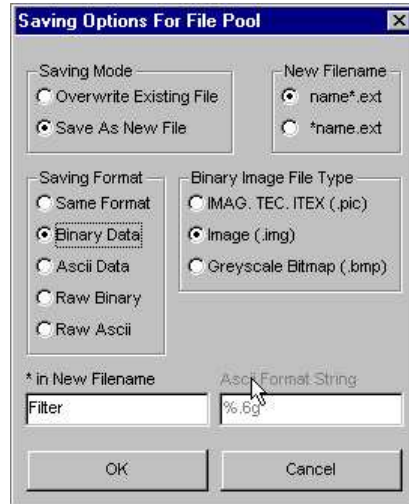 Saving Options For File Pool
Saving Mode
Overwrite Existing File
Save As New File
New Filename
name*.ext
*name.ext
Saving Format
Same Format
Binary Data
Ascii Data
Raw Binary
Raw Ascii
Binary Image File Type
IMAG. TEC. ITEX (.pic)
Image (.img)
Greyscale Bitmap (.bmp)
* in New Filename
Filter
Ascii Format String
%.6g
OK
Cancel